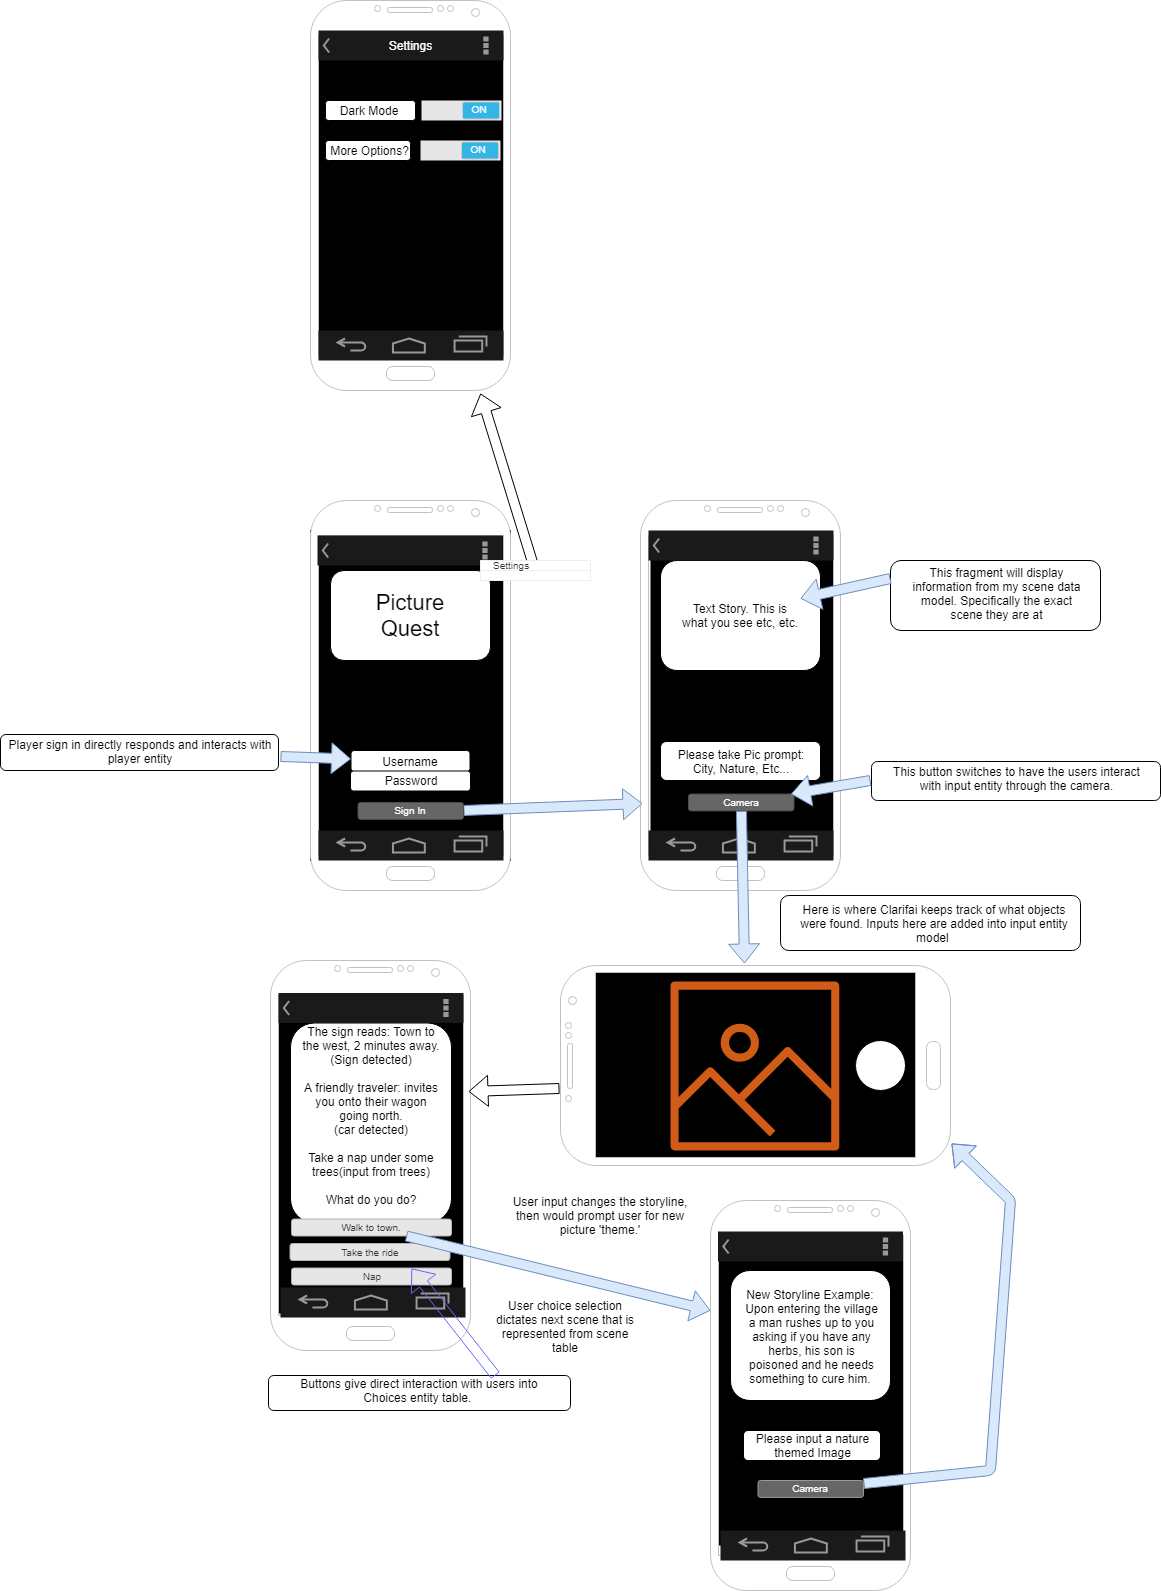 Settings
Dark Mode
ON
More Options?
ON
Settings
Picture
Quest
Username
Password
Sign In
Player sign in directly responds and interacts with
player entity
Text Story. This is
what you see etc, etc.
Please take Pic prompt:
City, Nature, Etc...
Camera
This fragment will display
information from my scene data
model. Specifically the exact
scene they are at
This button switches to have the users interact
with input entity through the camera.
Here is where Clarifai keeps track of what objects
were found. Inputs here are added into input entity
model
The sign reads: Town to
the west, 2 minutes away.
(Sign detected)
A friendly traveler: invites
you onto their wagon
going north.
(car detected)
Take a nap under some
trees(input from trees)
What do you do?
Walk to town.
Take the ride
Nap
User input changes the storyline,
then would prompt user for new
picture 'theme.'
User choice selection
dictates next scene that is
represented from scene
table
Buttons give direct interaction with users into
Choices entity table.
New Storyline Example:
Upon entering the village
a man rushes up to you
asking if you have any
herbs, his son is
poisoned and he needs
something to cure him.
Please input a nature
themed Image
Camera